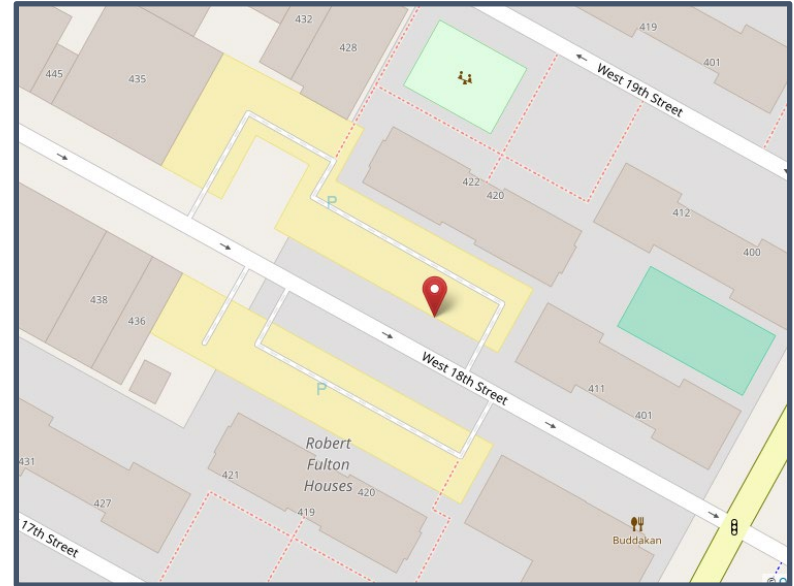 432
428
419
401
445
435
West 19th Street
422
420
412
400
P
438
436
West 18th Street
P
411
401
Robert
Fulton
Houses
431
427
421
420
419
17th Street
Buddakan